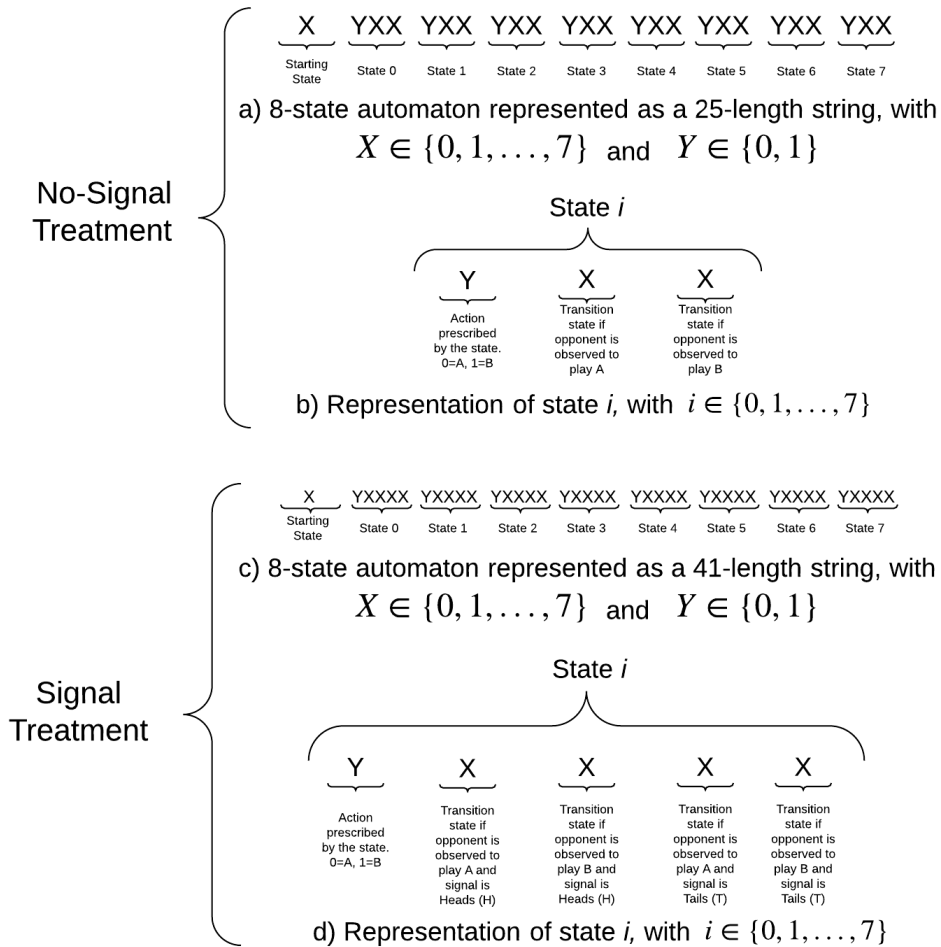 X YXX YXX YXX YXX YXX YXX YXX YXX
Starting State
State 0 State 1 State 2 State 3 State 4 State 5 State 6 State 7
a) 8-state automaton represented as a 25-length string, with
X ∈ {0, 1, . . . , 7} and Y ∈ {0, 1}
No-Signal
Treatment
State i
Y X X
Action
prescribed
by the state.
0=A, 1=B
Transition
state if
opponent is
observed to
play A
Transition
state if
opponent is
observed to
play B
b) Representation of state i, with i ∈ {0, 1, . . . , 7}
X YXXXX YXXXX YXXXX YXXXX YXXXX YXXXX YXXXX YXXXX
Starting
State
State 0 State 1 State 2 State 3 State 4 State 5 State 6 State 7
c) 8-state automaton represented as a 41-length string, with
X ∈ {0, 1, . . . , 7} and Y ∈ {0, 1}
Signal
Treatment
State i
Y X X X X
Action
prescribed
by the state.
0=A, 1=B
Transition
state if
opponent is
observed to
play A and
signal is
Heads (H)
Transition
state if
opponent is
observed to
play B and
signal is
Heads (H)
Transition
state if
opponent is
observed to
play A and
signal is
Tails (T)
Transition
state if
opponent is
observed to
play B and
signal is
Tails (T)
d) Representation of state i, with i ∈ {0, 1, . . . , 7}